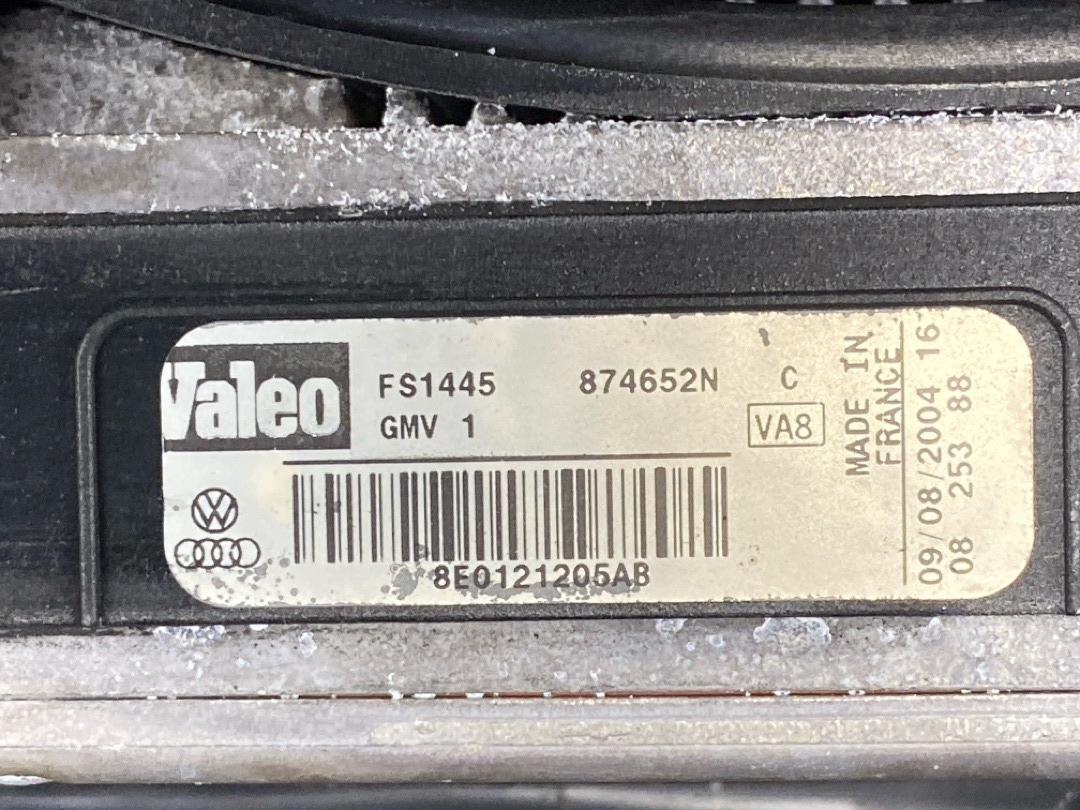 Valeo
FS1445 874652N C
GMV 1 VA8
8E0121205AB
MADE IN
FRANCE
09/08/2004 16
08 253 88